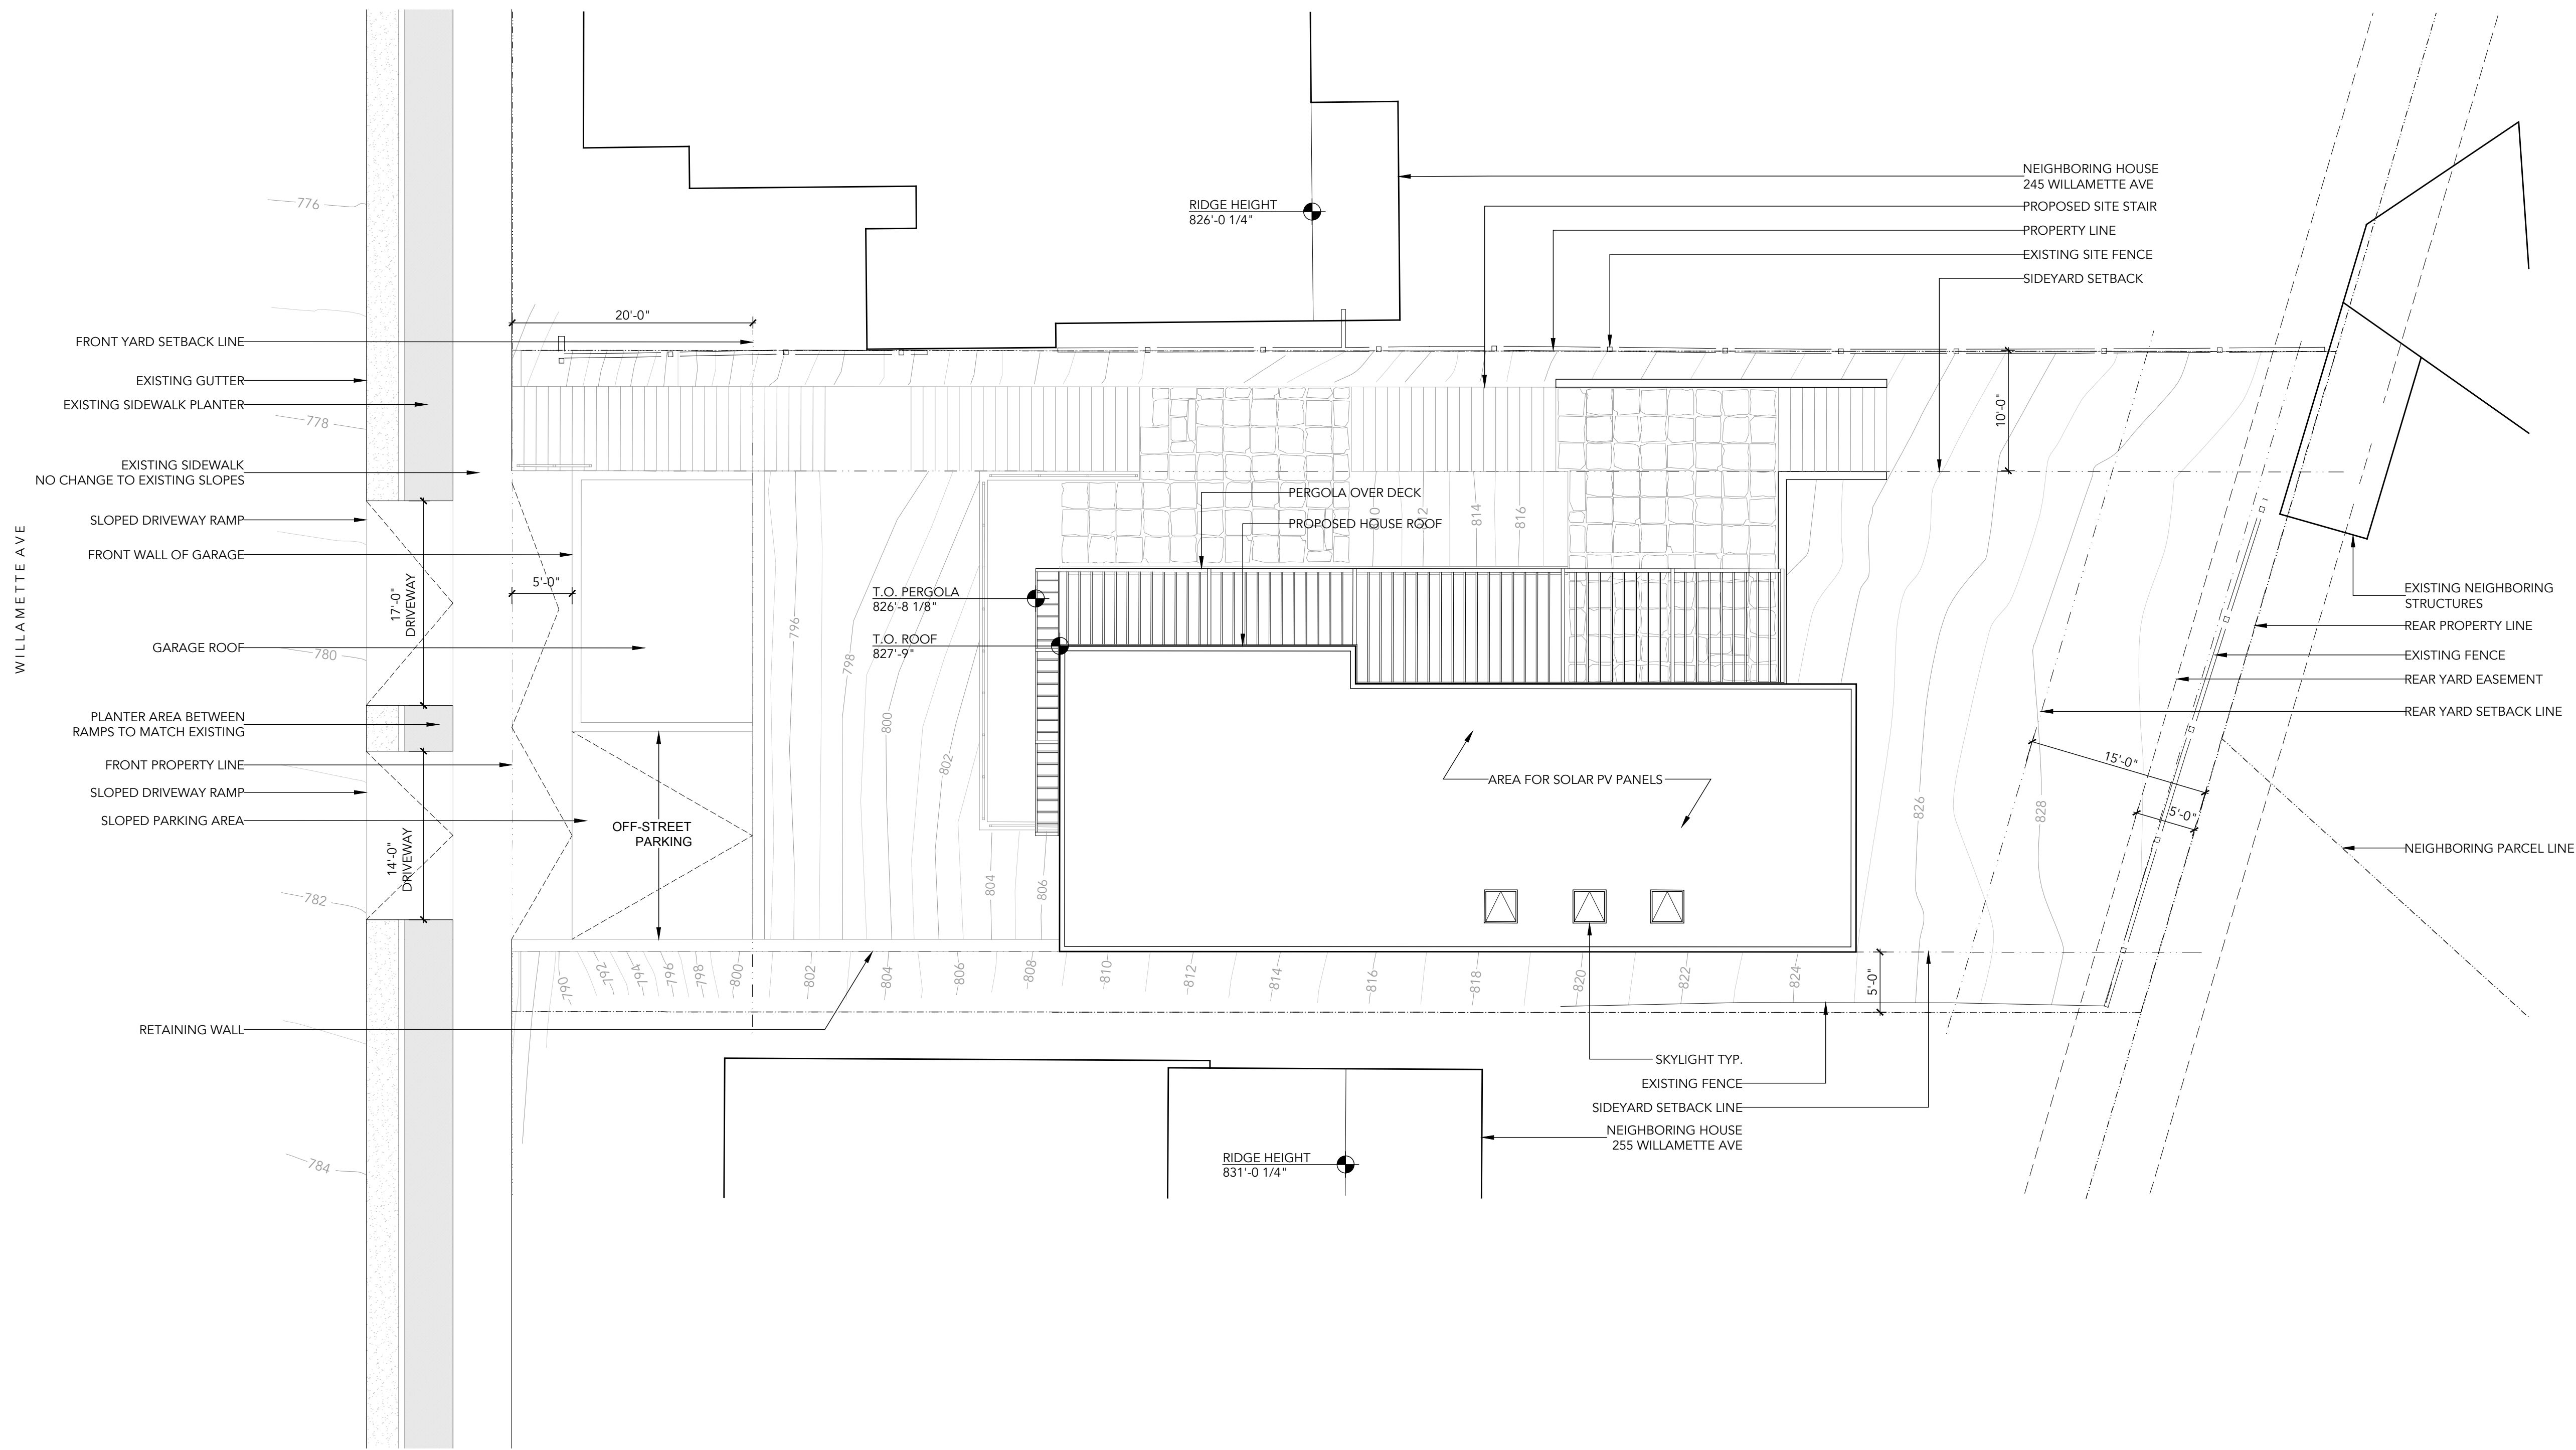 WILLAMETTE AVE
776
778
780
782
784
FRONT YARD SETBACK LINE
EXISTING GUTTER
EXISTING SIDEWALK PLANTER
EXISTING SIDEWALK
NO CHANGE TO EXISTING SLOPES
SLOPED DRIVEWAY RAMP
FRONT WALL OF GARAGE
GARAGE ROOF
PLANTER AREA BETWEEN
RAMPS TO MATCH EXISTING
FRONT PROPERTY LINE
SLOPED DRIVEWAY RAMP
SLOPED PARKING AREA
RETAINING WALL
17'-0"
DRIVEWAY
14'-0"
DRIVEWAY
20'-0"
5'-0"
OFF-STREET
PARKING
RIDGE HEIGHT
826'-0 1/4"
T.O. PERGOLA
826'-8 1/8"
T.O. ROOF
827'-9"
PERGOLA OVER DECK
PROPOSED HOUSE ROOF
796
798
800
802
804
806
814
816
AREA FOR SOLAR PV PANELS
826
828
790
792
794
796
798
800
802
804
806
808
810
812
814
816
818
820
822
824
5'-0"
10'-0"
15'-0"
5'-0"
NEIGHBORING HOUSE
245 WILLAMETTE AVE
PROPOSED SITE STAIR
PROPERTY LINE
EXISTING SITE FENCE
SIDEYARD SETBACK
EXISTING NEIGHBORING
STRUCTURES
REAR PROPERTY LINE
EXISTING FENCE
REAR YARD EASEMENT
REAR YARD SETBACK LINE
NEIGHBORING PARCEL LINE
SKYLIGHT TYP.
EXISTING FENCE
SIDEYARD SETBACK LINE
NEIGHBORING HOUSE
255 WILLAMETTE AVE
RIDGE HEIGHT
831'-0 1/4"